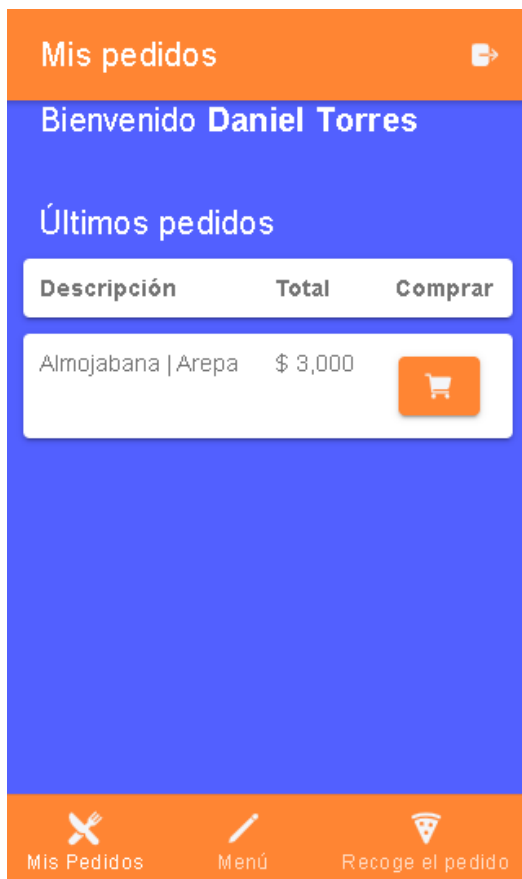 Mis pedidos
Bienvenido Daniel Torres
Últimos pedidos
Descripción Total Comprar
Almojabana | Arepa $ 3,000
Mis Pedidos Menú Recoge el pedido